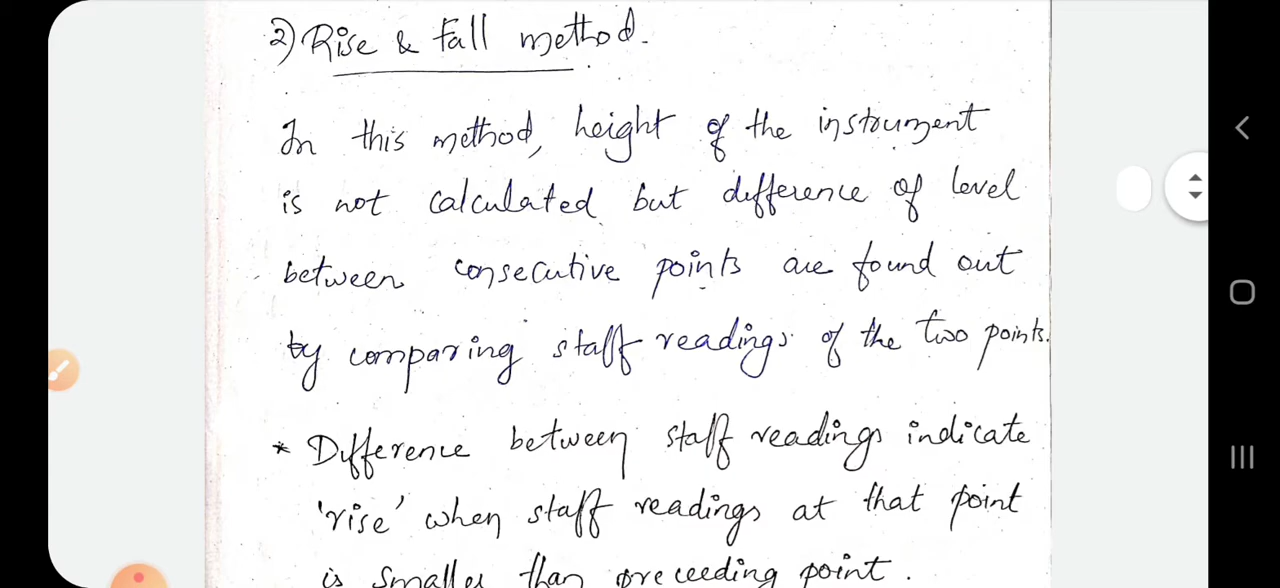 2) Rise & Fall method.
In this method, height of the instrument
is not calculated but difference of level
between consecutive points are found out
by comparing staff readings of the two points.
* Difference between staff readings indicate
'rise' when staff readings at that point
is smaller than preceeding point.